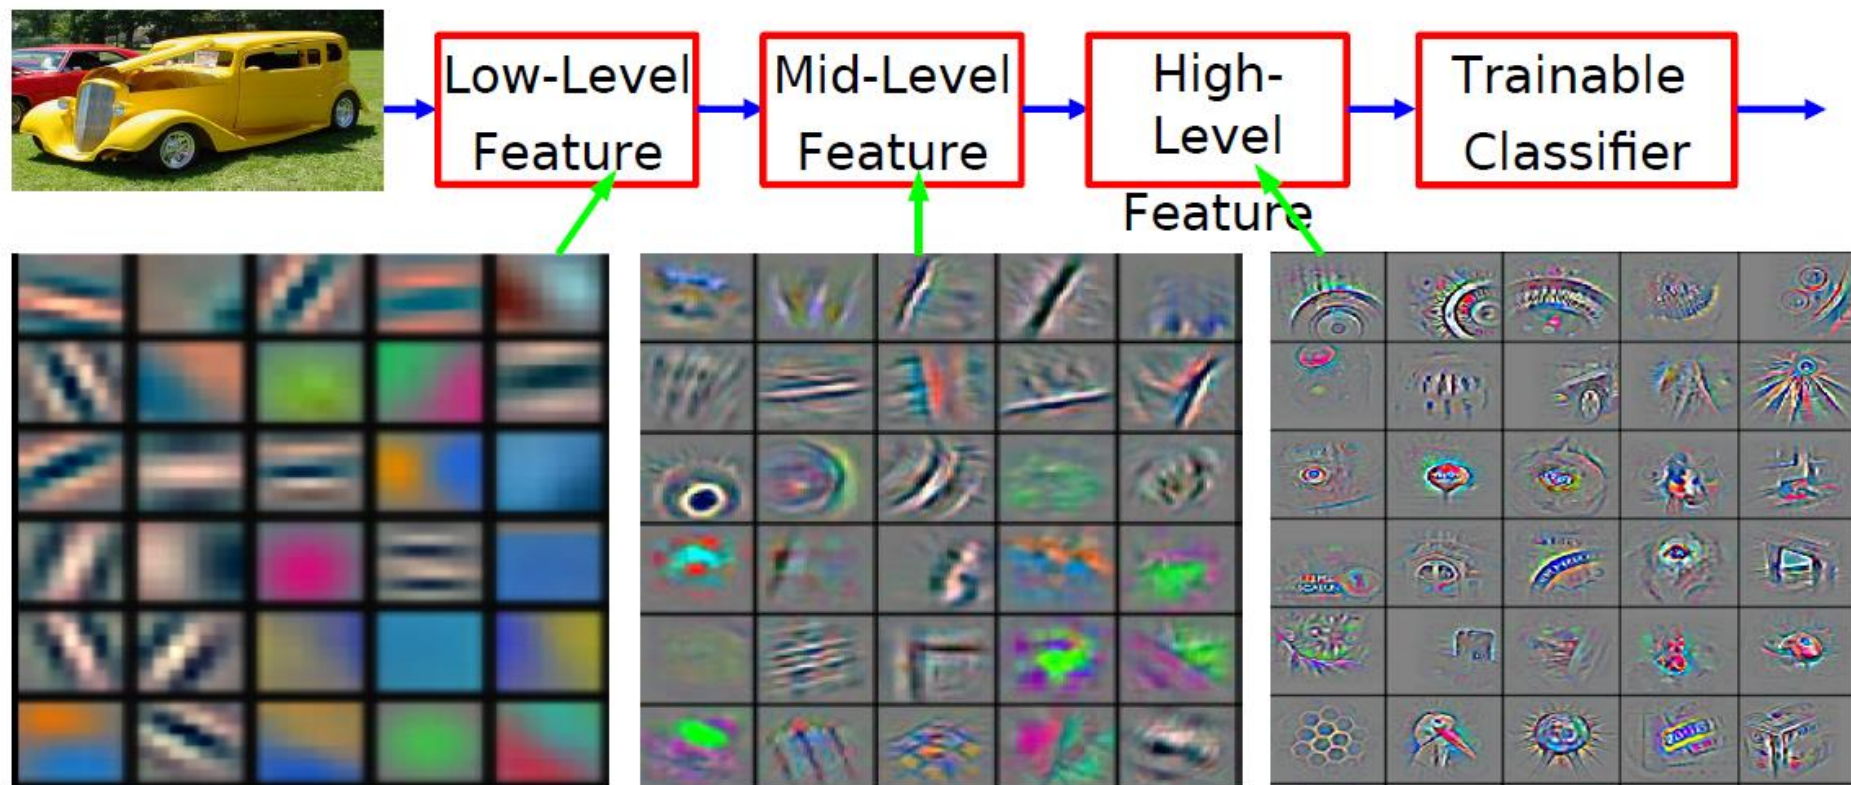 Low-Level
Feature
Mid-Level
Feature
High-
Level
Feature
Trainable
Classifier